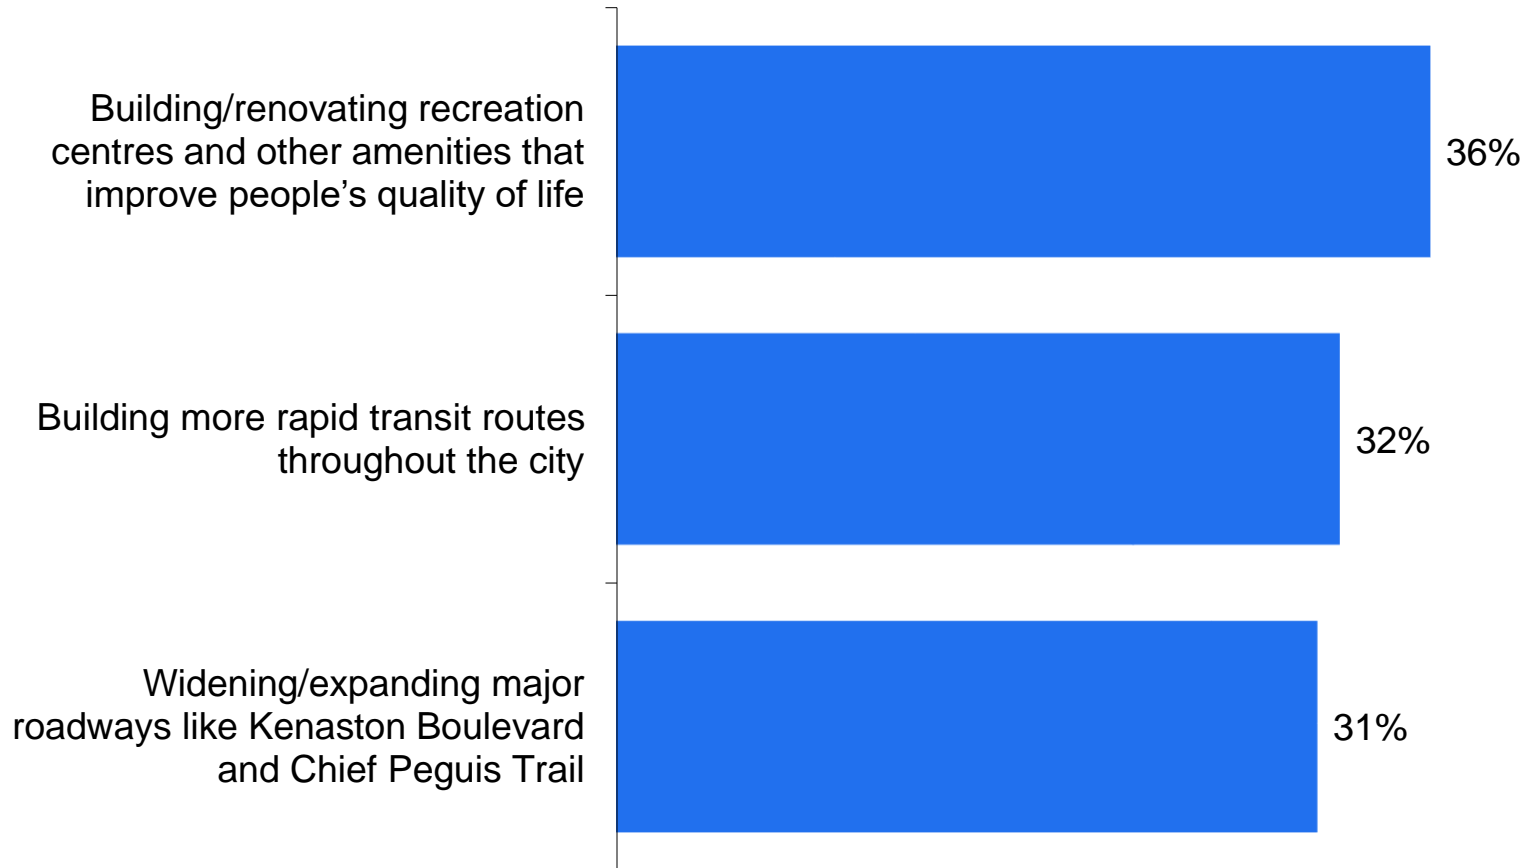 Building/renovating recreation
centres and other amenities that
improve people’s quality of life
36%
Building more rapid transit routes
throughout the city
32%
Widening/expanding major
roadways like Kenaston Boulevard
and Chief Peguis Trail
31%